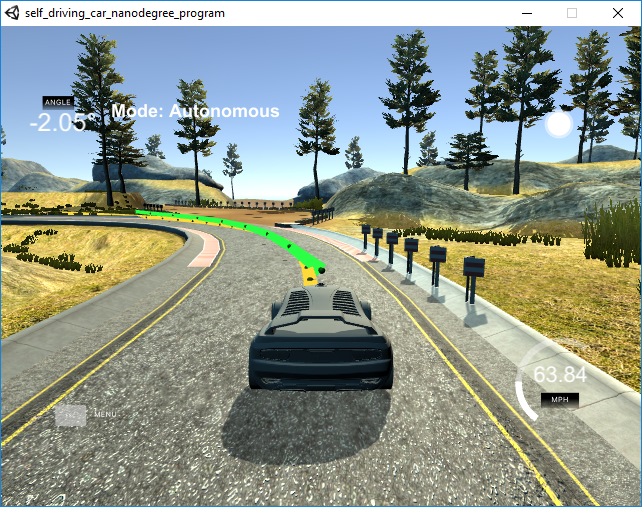 self_driving_car_nanodegree_program
ANGLE
-2.05°
Mode: Autonomous
63.84
MPH
MENU